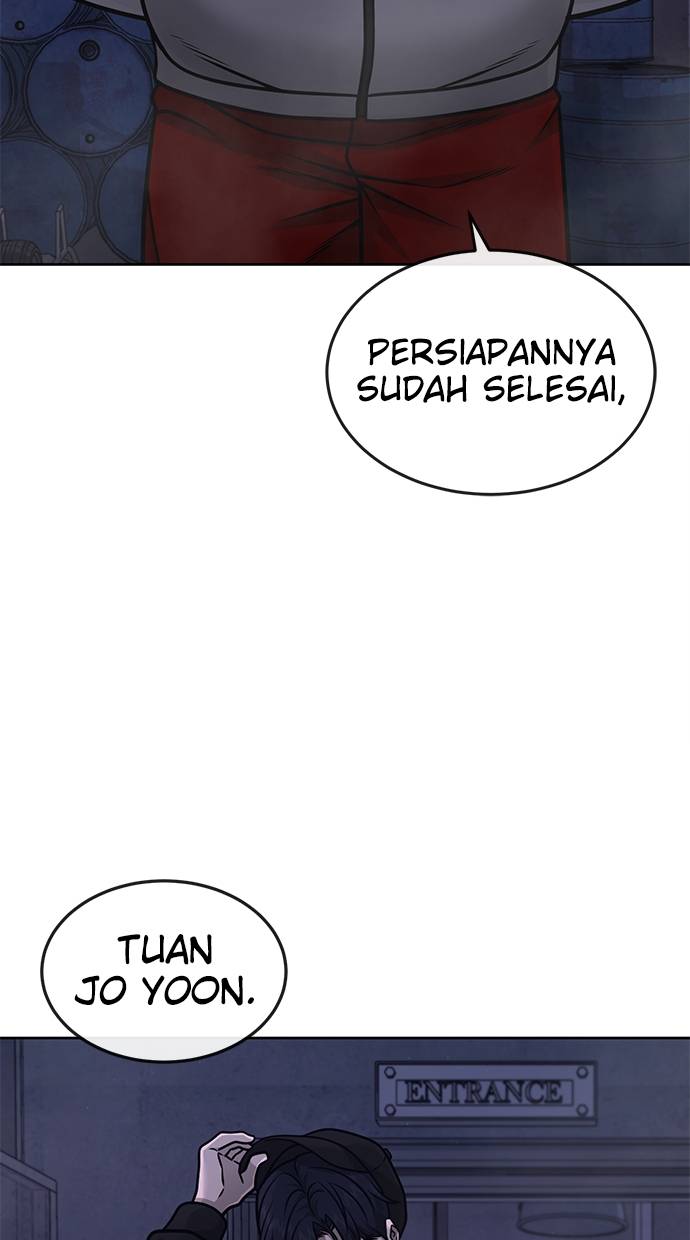 PERSIAPANNYA
SUDAH SELESAI,
TUAN
JO YOON.
ENTRANCE